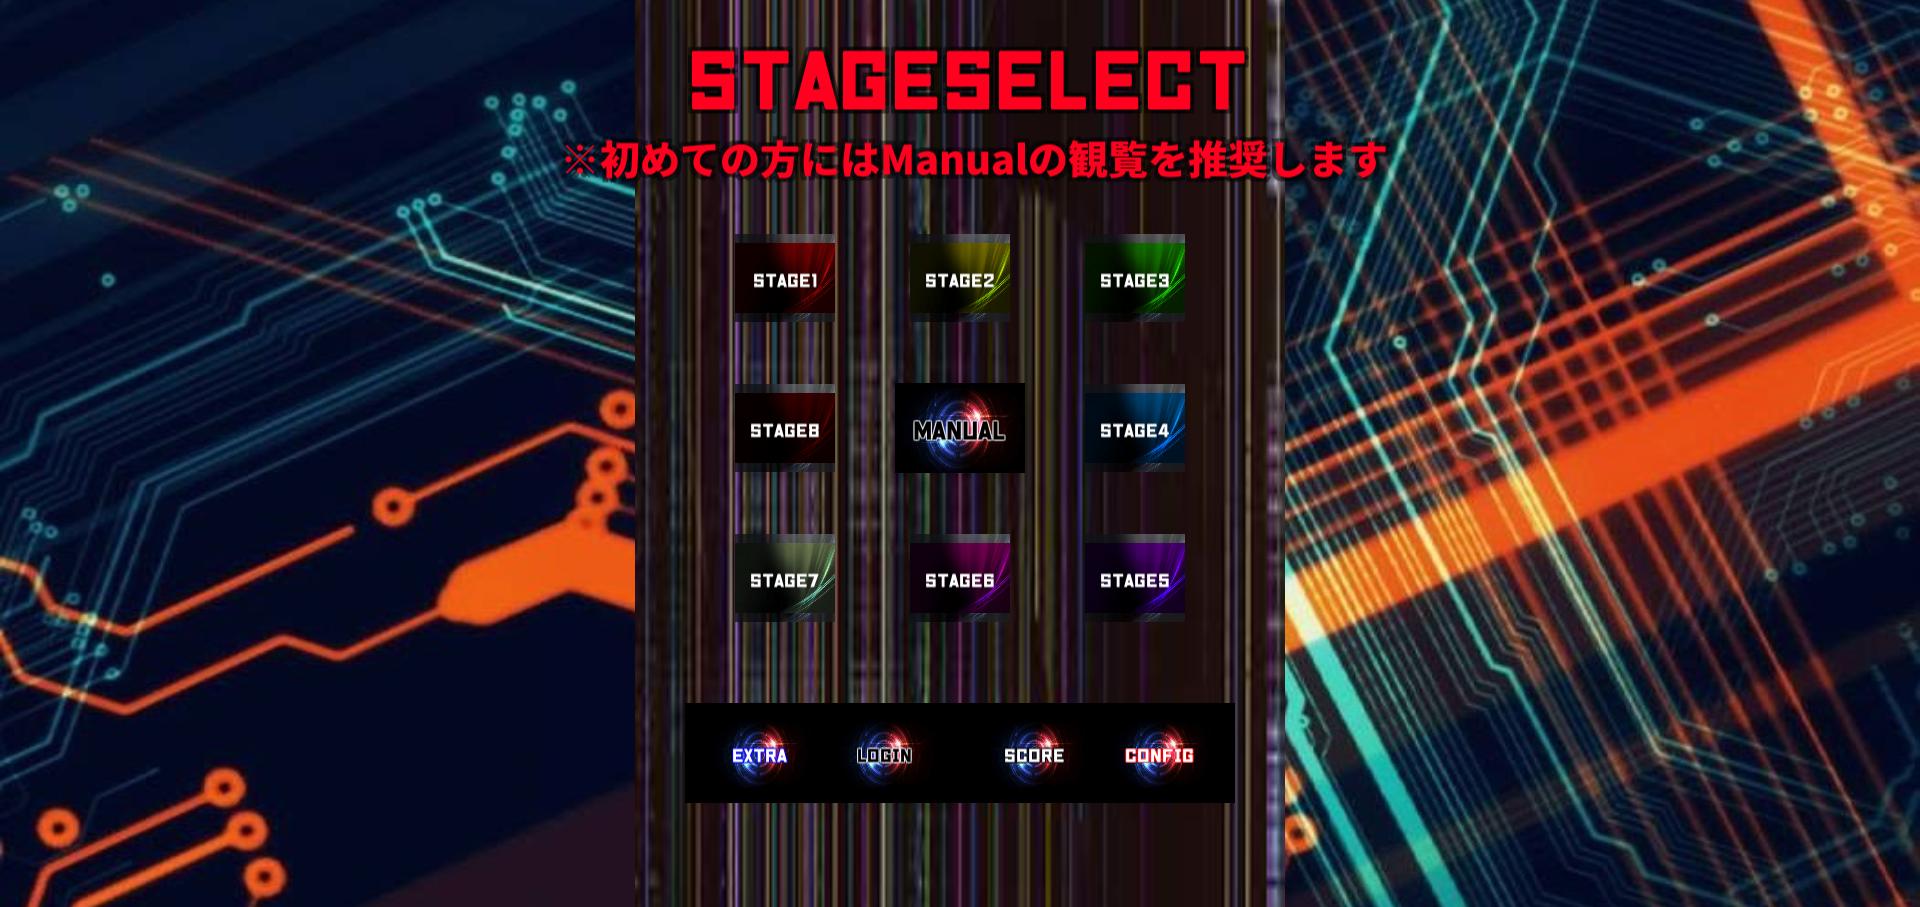 STAGESELECT
※初めての方にはManualの観覧を推奨します
STAGE1 STAGE2 STAGE3
STAGE8 MANUAL STAGE4
STAGE7 STAGE6 STAGE5
EXTRA LOGIN SCORE CONFIG